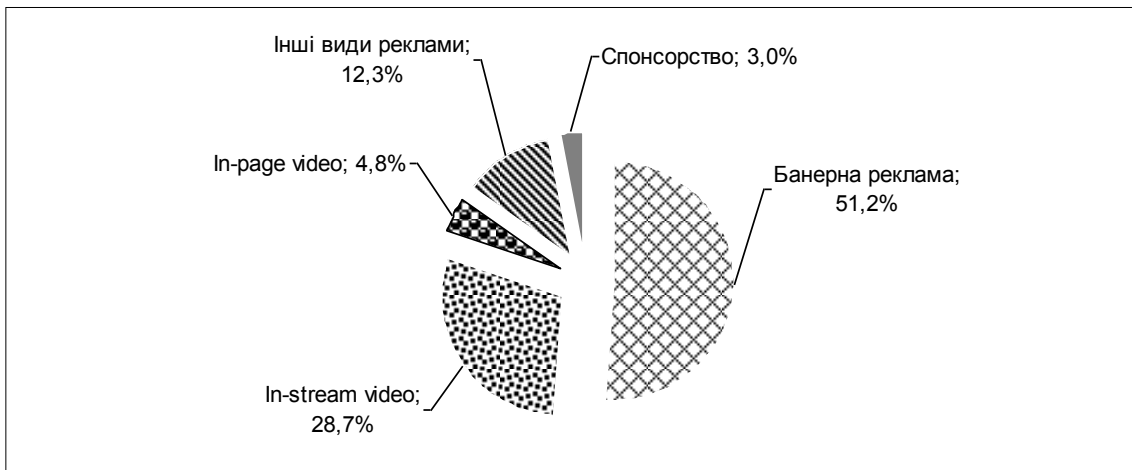 Інші види реклами;
12,3%
Спонсорство; 3,0%
In-page video; 4,8%
Банерна реклама;
51,2%
In-stream video;
28,7%